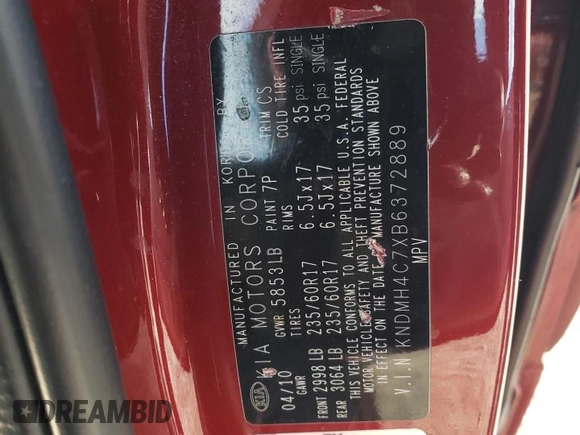 MANUFACTURED IN KOREA BY
KIA KIA MOTORS CORPOR
04/10 GVWR 5853LB PAINT 7P TRIM CS
GAWR TIRES RIMS COLD TIRE INFL
FRONT 2998 LB 235/60R17 6.5Jx17 35 psi SINGLE
REAR 3064 LB 235/60R17 6.5Jx17 35 psi SINGLE
THIS VEHICLE CONFORMS TO ALL APPLICABLE U.S.A. FEDERAL
MOTOR VEHICLE SAFETY AND THEFT PREVENTION STANDARDS
IN EFFECT ON THE DATE MANUFACTURE SHOWN ABOVE
V.I.N KNDMH4C7XB6372889
MPV
DREAMBID